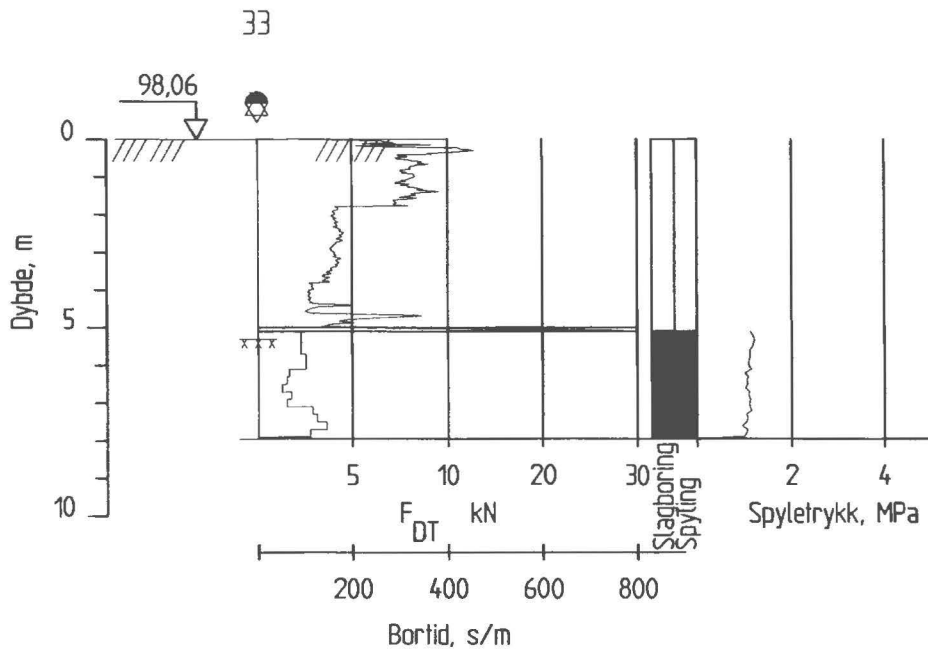 33
98,06
0
5
10
Dybde, m
5 10 20 30
F DT kN
Slagboring
Spyling
2 4
Spyletrykk, MPa
200 400 600 800
Bortid, s/m